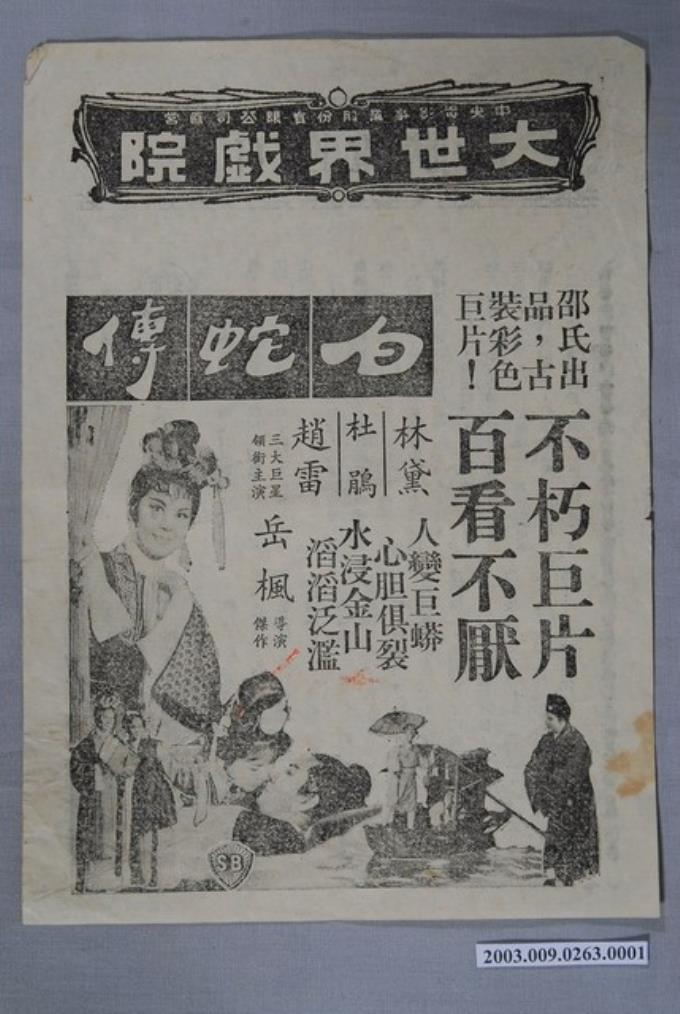 中央電影事業股份有限公司直營
大世界戲院
邵氏出
品，古
裝彩色
巨片！
不朽巨片
百看不厭
白蛇傳
林黛
杜鵑
趙雷
三大巨星
領銜主演
人變巨蟒
心胆俱裂
水浸金山
滔滔泛濫
岳楓
導演
傑作
SB
2003.009.0263.0001